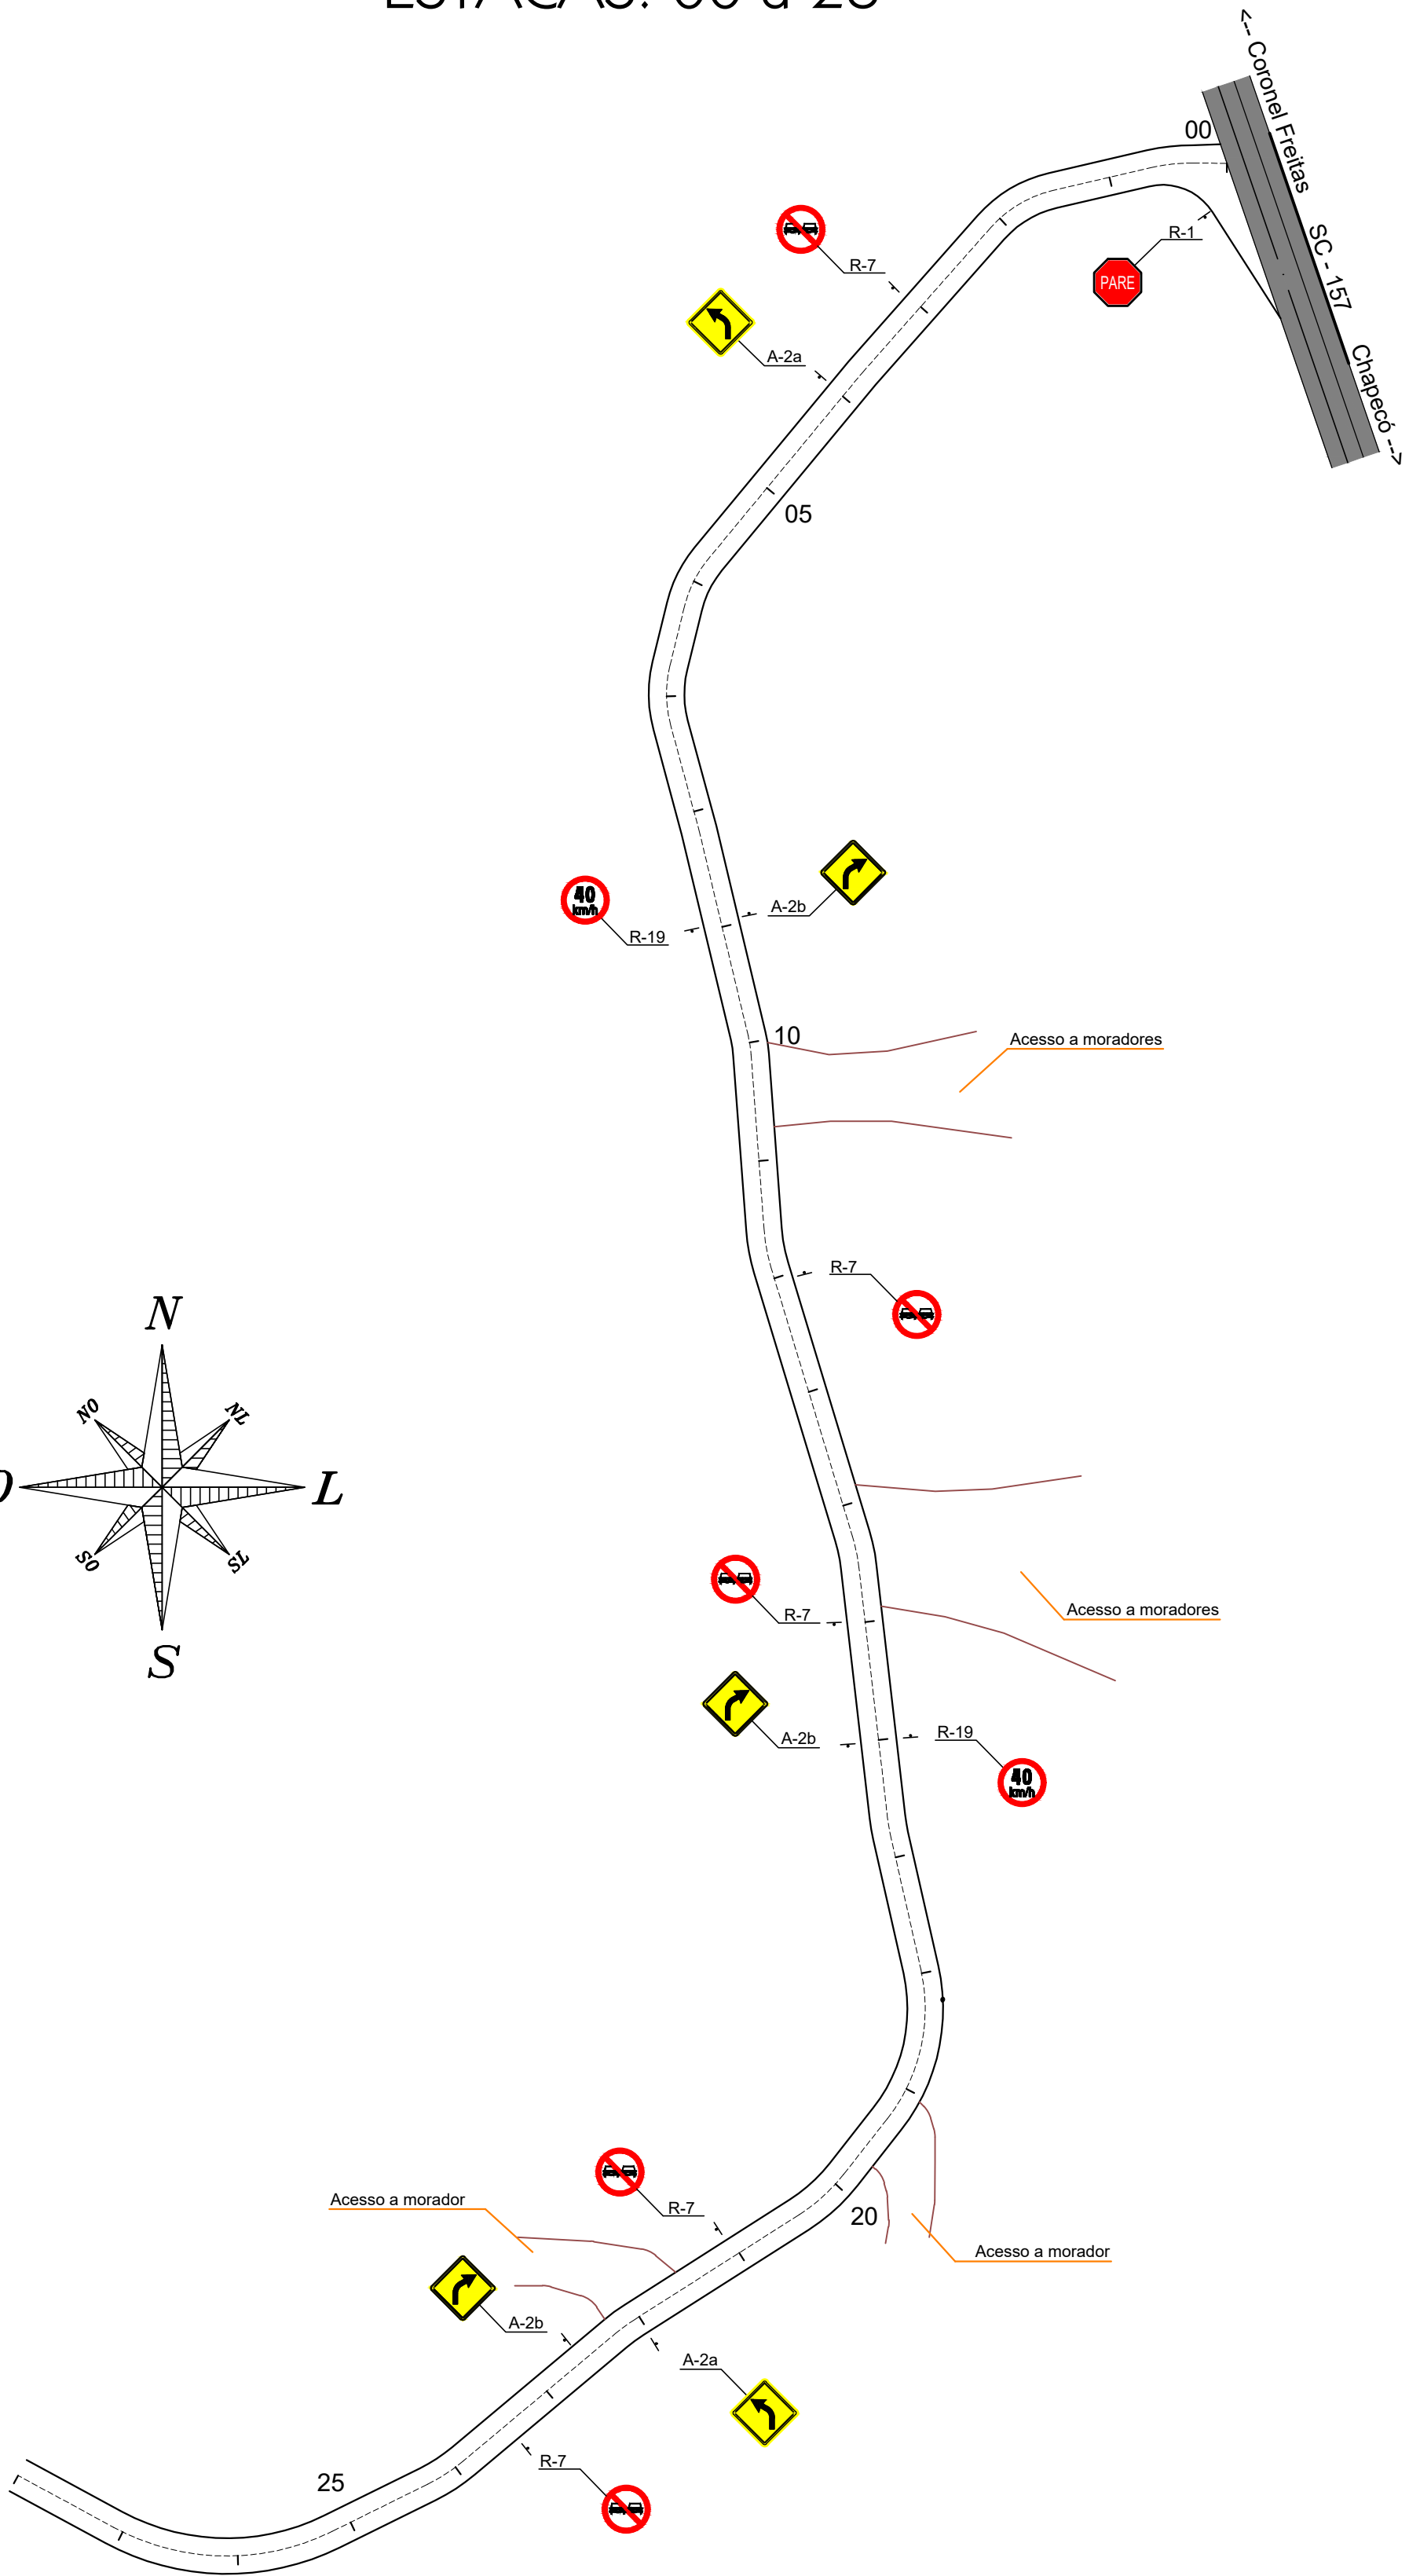 <-- Coronel Freitas SC - 157 Chapecó -->
00
R-1
PARE
R-7
A-2a
05
A-2b
40
km/h
R-19
10
Acesso a moradores
R-7
N
NO
NL
O
L
SO
SL
S
R-7
Acesso a moradores
A-2b
R-19
40
km/h
R-7
Acesso a morador
20
Acesso a morador
A-2b
A-2a
R-7
25